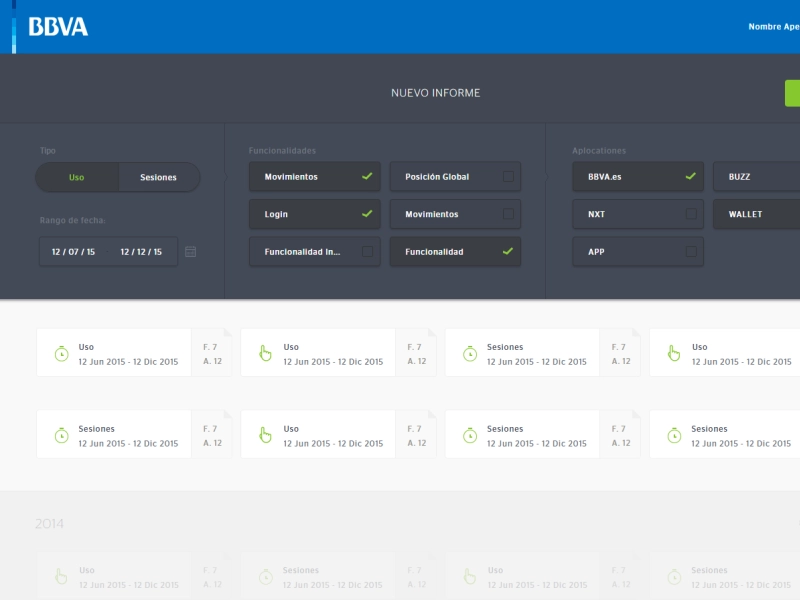 BBVA
Nombre Ape
NUEVO INFORME
Tipo
Uso
Sesiones
Rango de fecha:
12 / 07 / 15
12 / 12 / 15
Funcionalidades
Movimientos
Posición Global
Login
Movimientos
Funcionalidad In...
Funcionalidad
Aplocationes
BBVA.es
BUZZ
NXT
WALLET
APP
Uso
12 Jun 2015 - 12 Dic 2015
F. 7
A. 12
Uso
12 Jun 2015 - 12 Dic 2015
F. 7
A. 12
Sesiones
12 Jun 2015 - 12 Dic 2015
F. 7
A. 12
Uso
12 Jun 2015 - 12 Dic 2015
Sesiones
12 Jun 2015 - 12 Dic 2015
F. 7
A. 12
Uso
12 Jun 2015 - 12 Dic 2015
F. 7
A. 12
Sesiones
12 Jun 2015 - 12 Dic 2015
F. 7
A. 12
Sesiones
12 Jun 2015 - 12 Dic 2015
2014
Uso
12 Jun 2015 - 12 Dic 2015
F. 7
A. 12
Sesiones
12 Jun 2015 - 12 Dic 2015
F. 7
A. 12
Uso
12 Jun 2015 - 12 Dic 2015
F. 7
A. 12
Sesiones
12 Jun 2015 - 12 Dic 2015